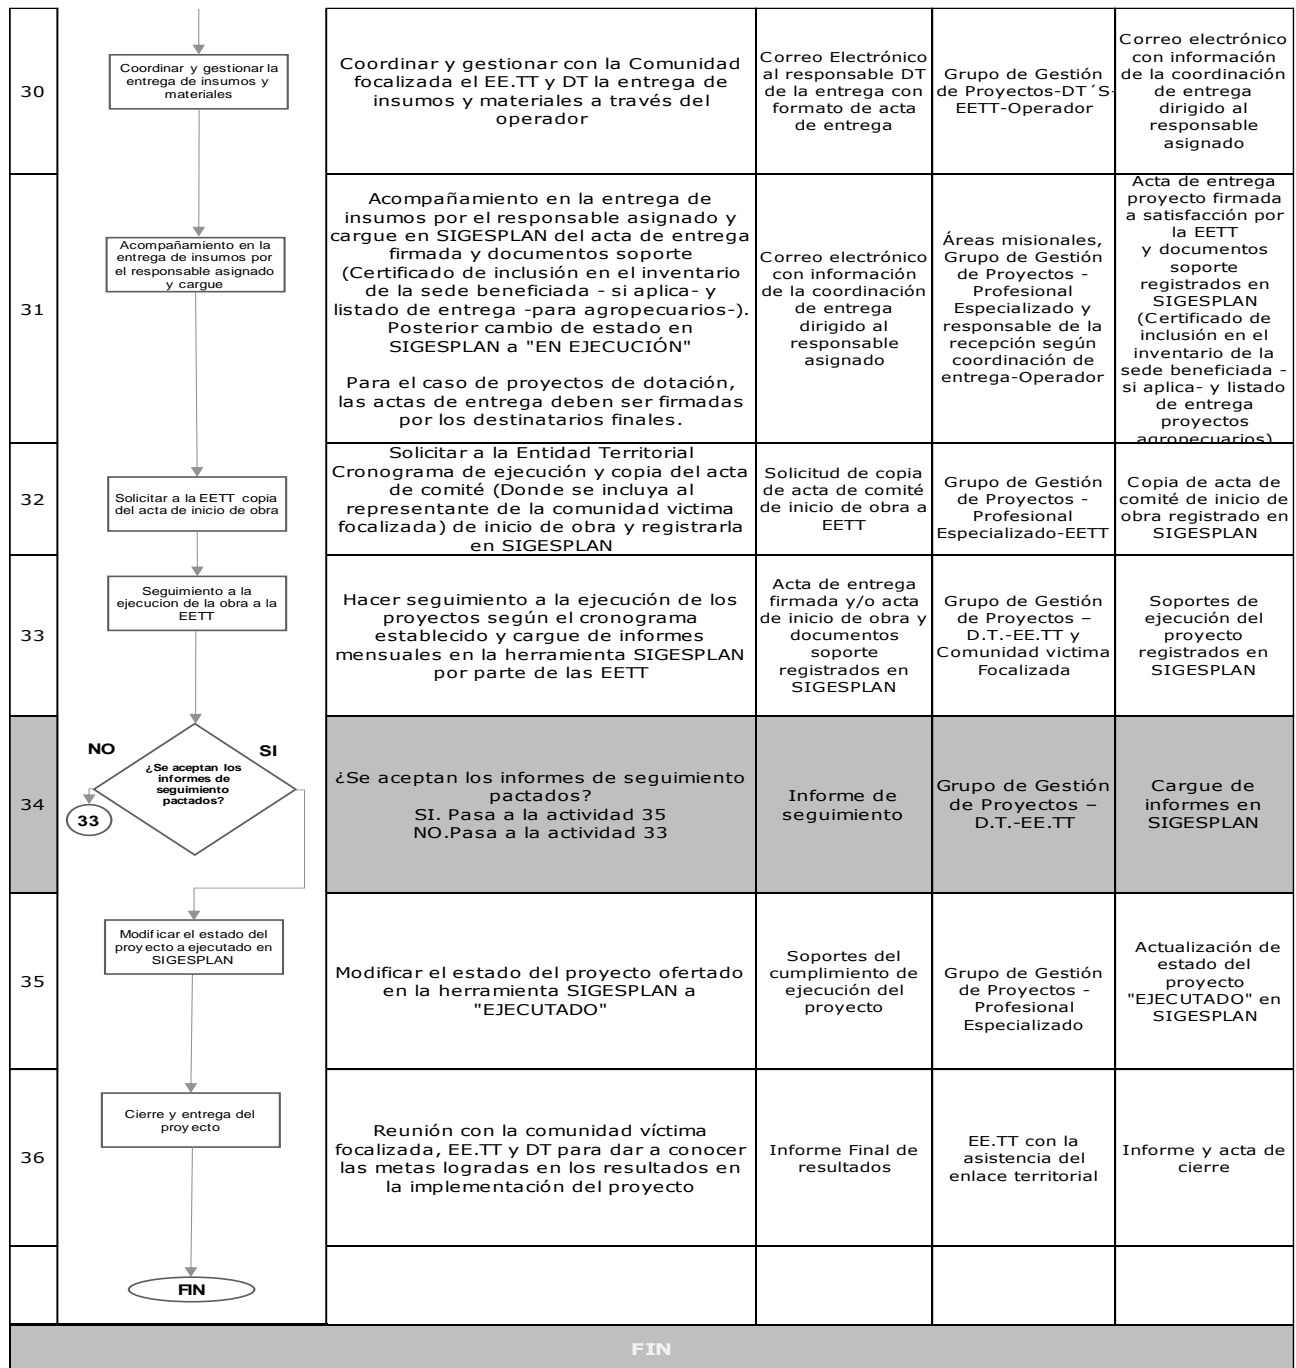 30
Coordinar y gestionar la
entrega de insumos y
materiales
Coordinar y gestionar con la Comunidad
focalizada el EE.TT y DT la entrega de
insumos y materiales a través del
operador
Correo Electrónico
al responsable DT
de la entrega con
formato de acta
de entrega
Grupo de Gestión
de Proyectos-DT´S-
EETT-Operador
Correo electrónico
con información
de la coordinación
de entrega
dirigido al
responsable
asignado
31
Acompañamiento en la
entrega de insumos por
el responsable asignado
y cargue
Acompañamiento en la entrega de
insumos por el responsable asignado y
cargue en SIGESPLAN del acta de entrega
firmada y documentos soporte
(Certificado de inclusión en el inventario
de la sede beneficiada - si aplica- y
listado de entrega -para agropecuarios-).
Posterior cambio de estado en
SIGESPLAN a "EN EJECUCIÓN"
Para el caso de proyectos de dotación,
las actas de entrega deben ser firmadas
por los destinatarios finales.
Correo electrónico
con información
de la coordinación
de entrega
dirigido al
responsable
asignado
Áreas misionales,
Grupo de Gestión
de Proyectos -
Profesional
Especializado y
responsable de la
recepción según
coordinación de
entrega-Operador
Acta de entrega
proyecto firmada
a satisfacción por
la EETT
y documentos
soporte
registrados en
SIGESPLAN
(Certificado de
inclusión en el
inventario de la
sede beneficiada -
si aplica- y listado
de entrega
proyectos
agropecuarios)
32
Solicitar a la EETT copia
del acta de inicio de obra
Solicitar a la Entidad Territorial
Cronograma de ejecución y copia del acta
de comité (Donde se incluya al
representante de la comunidad victima
focalizada) de inicio de obra y registrarla
en SIGESPLAN
Solicitud de copia
de acta de comité
de inicio de obra a
EETT
Grupo de Gestión
de Proyectos -
Profesional
Especializado-EETT
Copia de acta de
comité de inicio de
obra registrado en
SIGESPLAN
33
Seguimiento a la
ejecucion de la obra a la
EETT
Hacer seguimiento a la ejecución de los
proyectos según el cronograma
establecido y cargue de informes
mensuales en la herramienta SIGESPLAN
por parte de las EETT
Acta de entrega
firmada y/o acta
de inicio de obra y
documentos
soporte
registrados en
SIGESPLAN
Grupo de Gestión
de Proyectos –
D.T.-EE.TT y
Comunidad victima
Focalizada
Soportes de
ejecución del
proyecto
registrados en
SIGESPLAN
34
NO
SI
¿Se aceptan los
informes de
seguimiento
pactados?
33
¿Se aceptan los informes de seguimiento
pactados?
SI. Pasa a la actividad 35
NO.Pasa a la actividad 33
Informe de
seguimiento
Grupo de Gestión
de Proyectos –
D.T.-EE.TT
Cargue de
informes en
SIGESPLAN
35
Modificar el estado del
proyecto a ejecutado en
SIGESPLAN
Modificar el estado del proyecto ofertado
en la herramienta SIGESPLAN a
"EJECUTADO"
Soportes del
cumplimiento de
ejecución del
proyecto
Grupo de Gestión
de Proyectos -
Profesional
Especializado
Actualización de
estado del
proyecto
"EJECUTADO" en
SIGESPLAN
36
Cierre y entrega del
proyecto
Reunión con la comunidad víctima
focalizada, EE.TT y DT para dar a conocer
las metas logradas en los resultados en
la implementación del proyecto
Informe Final de
resultados
EE.TT con la
asistencia del
enlace territorial
Informe y acta de
cierre
FIN
FIN